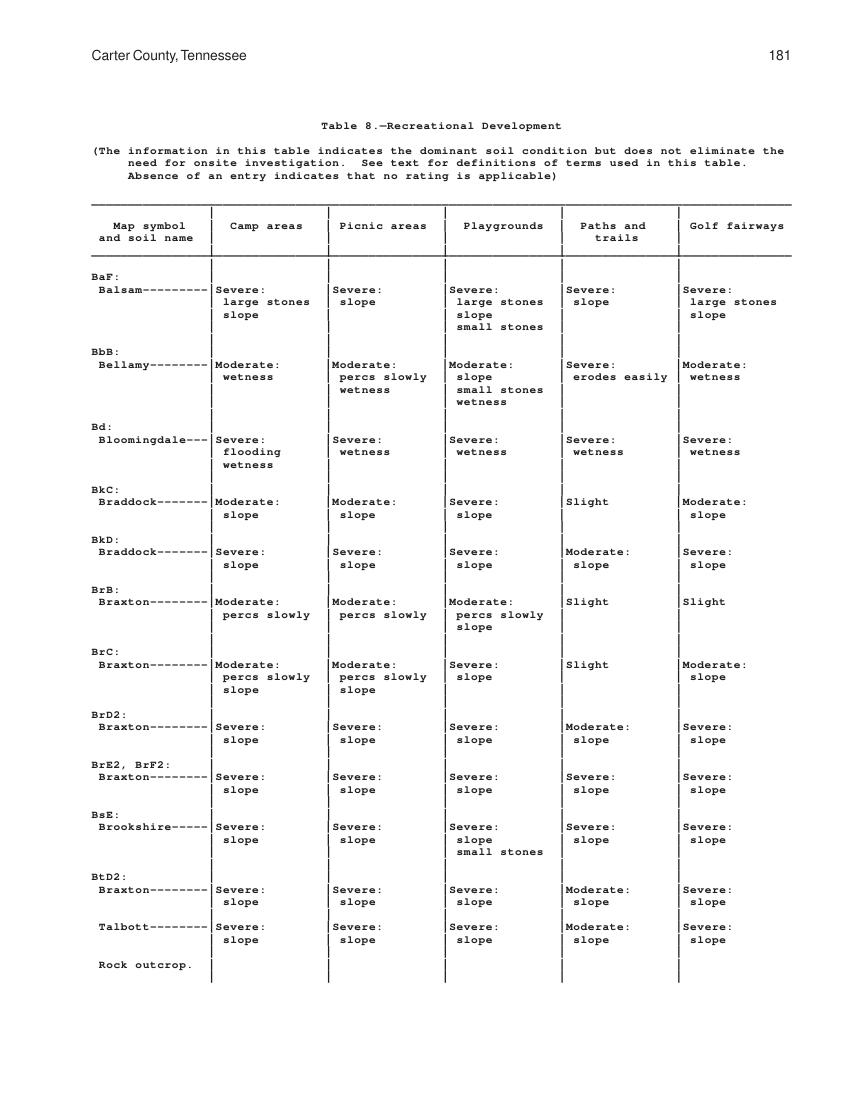 Carter County, Tennessee 181
Table 8.—Recreational Development
(The information in this table indicates the dominant soil condition but does not eliminate the
need for onsite investigation.  See text for definitions of terms used in this table.
Absence of an entry indicates that no rating is applicable)
Map symbol | Camp areas | Picnic areas | Playgrounds | Paths and | Golf fairways
and soil name | | | | trails |
BaF:
Balsam---------|Severe: |Severe: |Severe: |Severe: |Severe:
| large stones | slope | large stones | slope | large stones
| slope | | slope | | slope
| | | small stones | |
BbB:
Bellamy--------|Moderate: |Moderate: |Moderate: |Severe: |Moderate:
| wetness | percs slowly | slope | erodes easily | wetness
| | wetness | small stones | |
| | | wetness | |
Bd:
Bloomingdale---|Severe: |Severe: |Severe: |Severe: |Severe:
| flooding | wetness | wetness | wetness | wetness
| wetness | | | |
BkC:
Braddock-------|Moderate: |Moderate: |Severe: |Slight |Moderate:
| slope | slope | slope | | slope
BkD:
Braddock-------|Severe: |Severe: |Severe: |Moderate: |Severe:
| slope | slope | slope | slope | slope
BrB:
Braxton--------|Moderate: |Moderate: |Moderate: |Slight |Slight
| percs slowly | percs slowly | percs slowly | |
| | | slope | |
BrC:
Braxton--------|Moderate: |Moderate: |Severe: |Slight |Moderate:
| percs slowly | percs slowly | slope | | slope
| slope | slope | | |
BrD2:
Braxton--------|Severe: |Severe: |Severe: |Moderate: |Severe:
| slope | slope | slope | slope | slope
BrE2, BrF2:
Braxton--------|Severe: |Severe: |Severe: |Severe: |Severe:
| slope | slope | slope | slope | slope
BsE:
Brookshire-----|Severe: |Severe: |Severe: |Severe: |Severe:
| slope | slope | slope | slope | slope
| | | small stones | |
BtD2:
Braxton--------|Severe: |Severe: |Severe: |Moderate: |Severe:
| slope | slope | slope | slope | slope
Talbott--------|Severe: |Severe: |Severe: |Moderate: |Severe:
| slope | slope | slope | slope | slope
Rock outcrop.